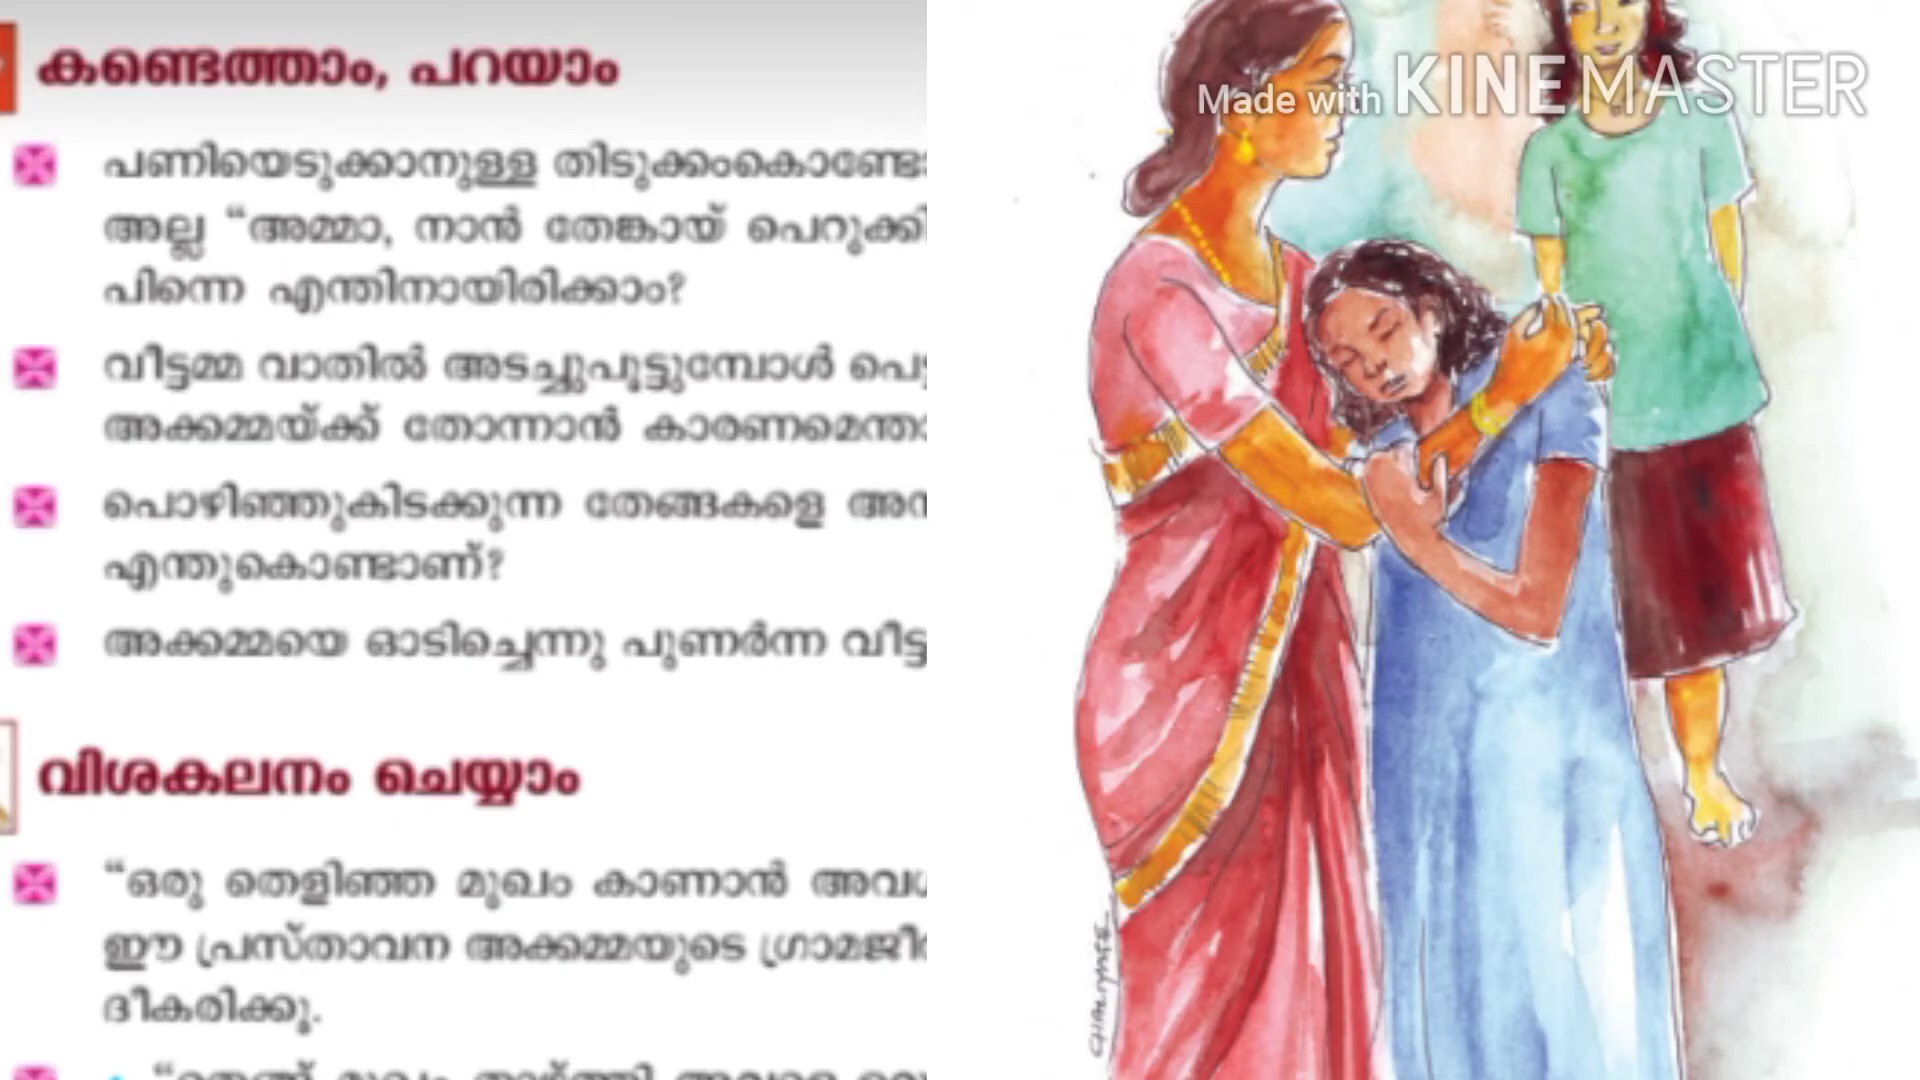 കണ്ടെത്താം, പറയാം
പണിയെടുക്കാനുള്ള തിടുക്കംകൊണ്ടോ
അല്ല “അമ്മാ, നാൻ തേങ്കായ് പെറുക്കി
പിന്നെ എന്തിനായിരിക്കാം?
വീട്ടമ്മ വാതിൽ അടച്ചുപൂട്ടുമ്പോൾ
അക്കമ്മയ്ക്ക് തോന്നാൻ കാരണമെന്താ
പൊഴിഞ്ഞുകിടക്കുന്ന തേങ്ങകളെ
എന്തുകൊണ്ടാണ്?
അക്കമ്മയെ ഓടിച്ചെന്നു പുണർന്ന വീട്ട
വിശകലനം ചെയ്യാം
“ഒരു തെളിഞ്ഞ മുഖം കാണാൻ
ഈ പ്രസ്താവന അക്കമ്മയുടെ ഗ്രാമജീ
ദീകരിക്കൂ.
Made with KINEMASTER